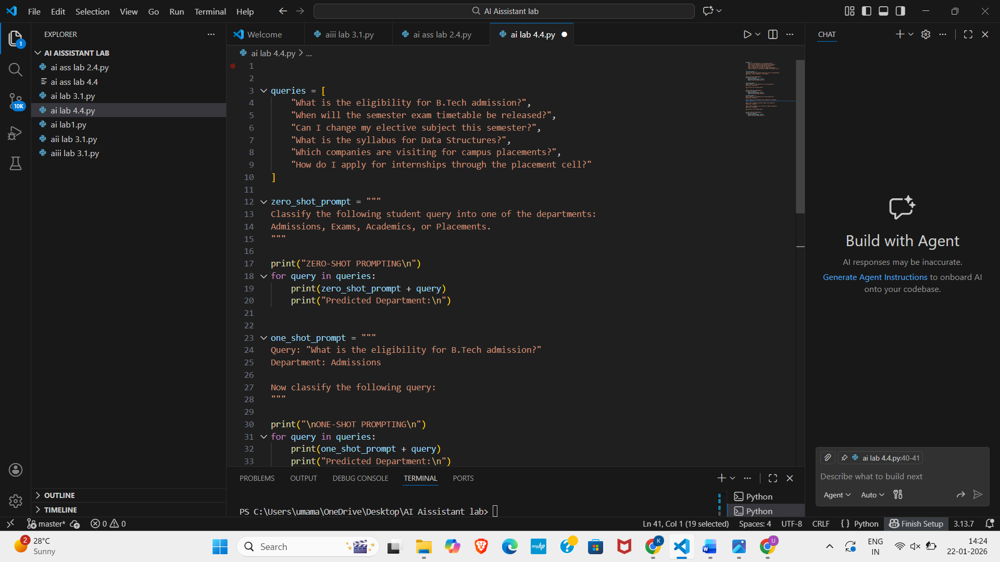 File Edit Selection View Go Run Terminal Help
AI Aissistant lab
EXPLORER
AI AISSISTANT LAB
ai ass lab 2.4.py
ai ass lab 4.4
ai lab 3.1.py
ai lab 4.4.py
ai lab1.py
aii lab 3.1.py
aiii lab 3.1.py
OUTLINE
TIMELINE
1
10K
Welcome
aiii lab 3.1.py
ai ass lab 2.4.py
ai lab 4.4.py
ai lab 4.4.py > ...
1
2
3 queries = [
4 "What is the eligibility for B.Tech admission?",
5 "When will the semester exam timetable be released?",
6 "Can I change my elective subject this semester?",
7 "What is the syllabus for Data Structures?",
8 "Which companies are visiting for campus placements?",
9 "How do I apply for internships through the placement cell?"
10 ]
11
12 zero_shot_prompt = """
13 Classify the following student query into one of the departments:
14 Admissions, Exams, Academics, or Placements.
15 """
16
17 print("ZERO-SHOT PROMPTING\n")
18 for query in queries:
19 print(zero_shot_prompt + query)
20 print("Predicted Department:\n")
21
22
23 one_shot_prompt = """
24 Query: "What is the eligibility for B.Tech admission?"
25 Department: Admissions
26
27 Now classify the following query:
28 """
29
30 print("\nONE-SHOT PROMPTING\n")
31 for query in queries:
32 print(one_shot_prompt + query)
33 print("Predicted Department:\n")
PROBLEMS OUTPUT DEBUG CONSOLE TERMINAL PORTS
PS C:\Users\umama\OneDrive\Desktop\AI Aissistant lab>
Python
Python
CHAT
Build with Agent
AI responses may be inaccurate.
Generate Agent Instructions to onboard AI
onto your codebase.
ai lab 4.4.py:40-41
Describe what to build next
Agent Auto
master* 0 0
Ln 41, Col 1 (19 selected) Spaces: 4 UTF-8 CRLF { } Python Finish Setup 3.13.7
2
28°C
Sunny
Search
myhp
K
W
U
ENG
IN
14:24
22-01-2026